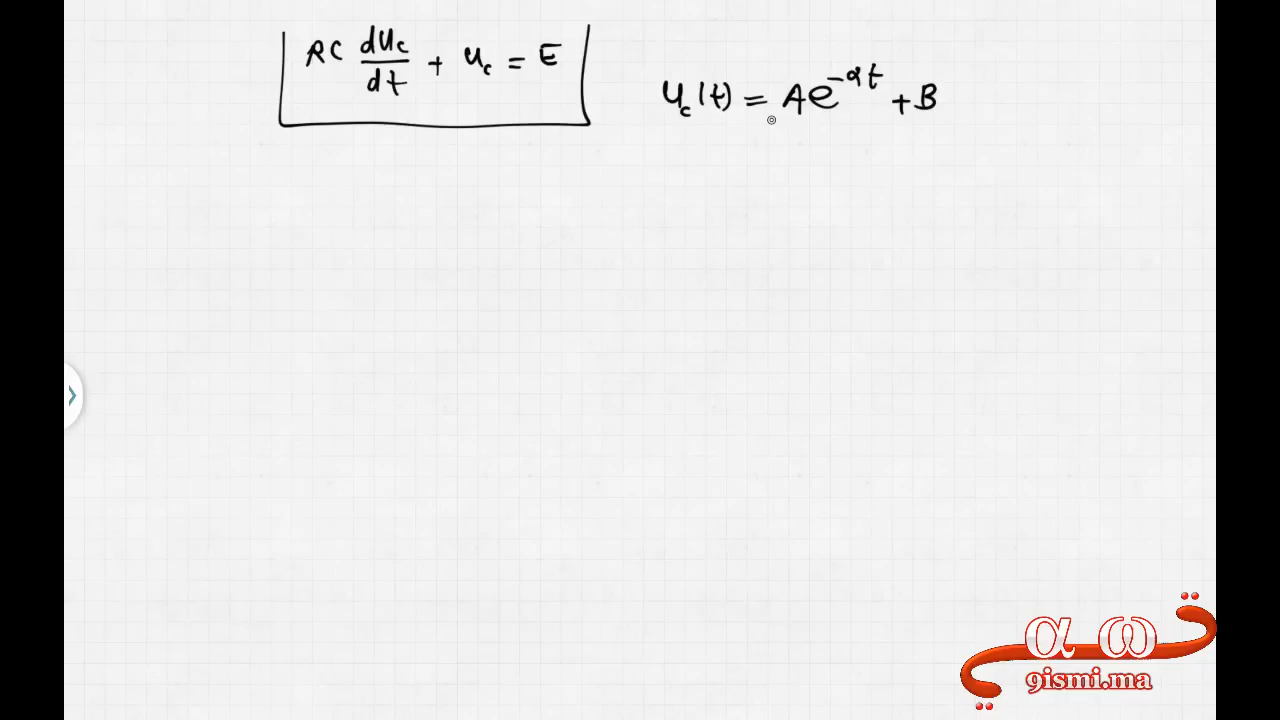 RC dUc/dt + Uc = E
Uc(t) = Ae^-αt + B
α ω
9ismi.ma